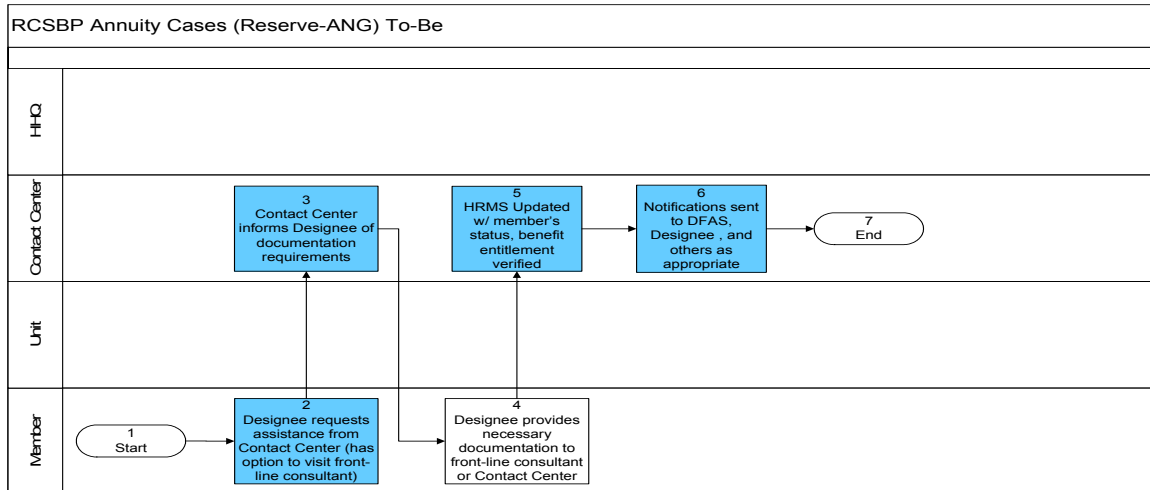 RCSBP Annuity Cases (Reserve-ANG) To-Be
HHQ
Contact Center
3
Contact Center
informs Designee of
documentation
requirements
5
HRMS Updated
w/ member's
status, benefit
entitlement
verified
6
Notifications sent
to DFAS,
Designee , and
others as
appropriate
7
End
Unit
Member
1
Start
2
Designee requests
assistance from
Contact Center (has
option to visit front-
line consultant)
4
Designee provides
necessary
documentation to
front-line consultant
or Contact Center